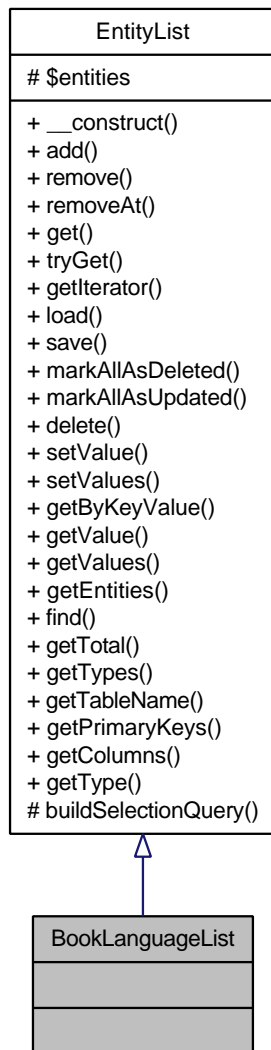 EntityList
# $entities
+ __construct()
+ add()
+ remove()
+ removeAt()
+ get()
+ tryGet()
+ getIterator()
+ load()
+ save()
+ markAllAsDeleted()
+ markAllAsUpdated()
+ delete()
+ setValue()
+ setValues()
+ getByKeyValue()
+ getValue()
+ getValues()
+ getEntities()
+ find()
+ getTotal()
+ getTypes()
+ getTableName()
+ getPrimaryKeys()
+ getColumns()
+ getType()
# buildSelectionQuery()
BookLanguageList